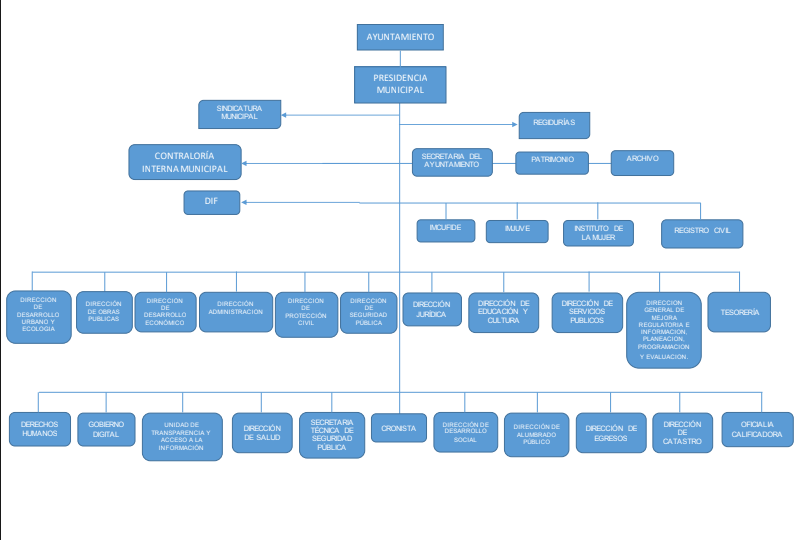 AYUNTAMIENTO
PRESIDENCIA
MUNICIPAL
SINDICATURA
MUNICIPAL
REGIDURÍAS
CONTRALORÍA
INTERNA MUNICIPAL
SECRETARIA DEL
AYUNTAMIENTO
PATRIMONIO
ARCHIVO
DIF
IMCUFIDE
IMJUVE
INSTITUTO DE
LA MUJER
REGISTRO CIVIL
DIRECCION
DE
DESARROLLO
URBANO Y
ECOLOGIA
DIRECCIÓN
DE OBRAS
PUBLICAS
DIRECCION
DE
DESARROLLO
ECONÓMICO
DIRECCIÓN
ADMINISTRACION
DIRECCION
DE
PROTECCIÓN
CIVIL
DIRECCION
DE
SEGURIDAD
PÚBLICA
DIRECCIÓN
JURÍDICA
DIRECCIÓN DE
EDUCACIÓN Y
CULTURA
DIRECCIÓN DE
SERVICIOS
PUBLICOS
DIRECCION
GENERAL DE
MEJORA
REGULATORIA E
INFORMACION,
PLANEACION,
PROGRAMACION
Y EVALUACION.
TESORERÍA
DERECHOS
HUMANOS
GOBIERNO
DIGITAL
UNIDAD DE
TRANSPARENCIA Y
ACCESO A LA
INFORMACIÓN
DIRECCIÓN
DE SALUD
SECRETARIA
TÉCNICA DE
SEGURIDAD
PÚBLICA
CRONISTA
DIRECCIÓN DE
DESARROLLO
SOCIAL
DIRECCIÓN DE
ALUMBRADO
PÚBLICO
DIRECCIÓN DE
EGRESOS
DIRECCIÓN
DE
CATASTRO
OFICIALIA
CALIFICADORA